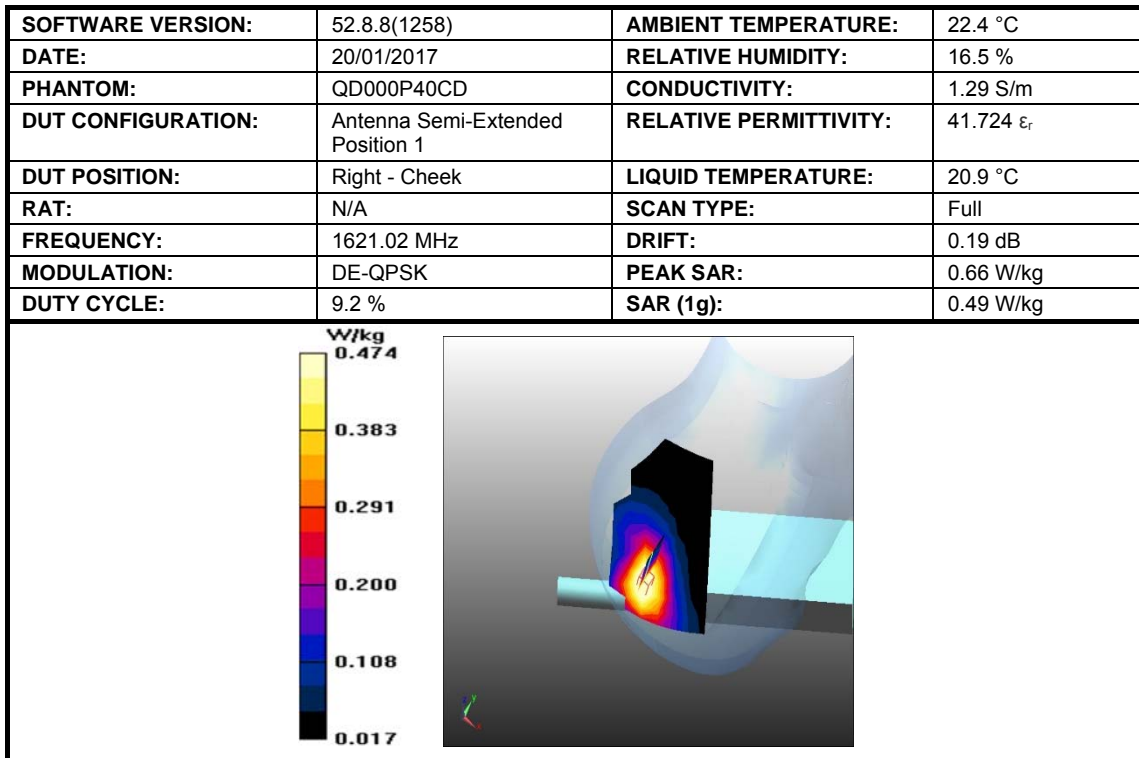 SOFTWARE VERSION: 52.8.8(1258) AMBIENT TEMPERATURE: 22.4 °C
DATE: 20/01/2017 RELATIVE HUMIDITY: 16.5 %
PHANTOM: QD000P40CD CONDUCTIVITY: 1.29 S/m
DUT CONFIGURATION: Antenna Semi-Extended RELATIVE PERMITTIVITY: 41.724 εr
Position 1
DUT POSITION: Right - Cheek LIQUID TEMPERATURE: 20.9 °C
RAT: N/A SCAN TYPE: Full
FREQUENCY: 1621.02 MHz DRIFT: 0.19 dB
MODULATION: DE-QPSK PEAK SAR: 0.66 W/kg
DUTY CYCLE: 9.2 % SAR (1g): 0.49 W/kg
W/kg
0.474
0.383
0.291
0.200
0.108
0.017
z y
x